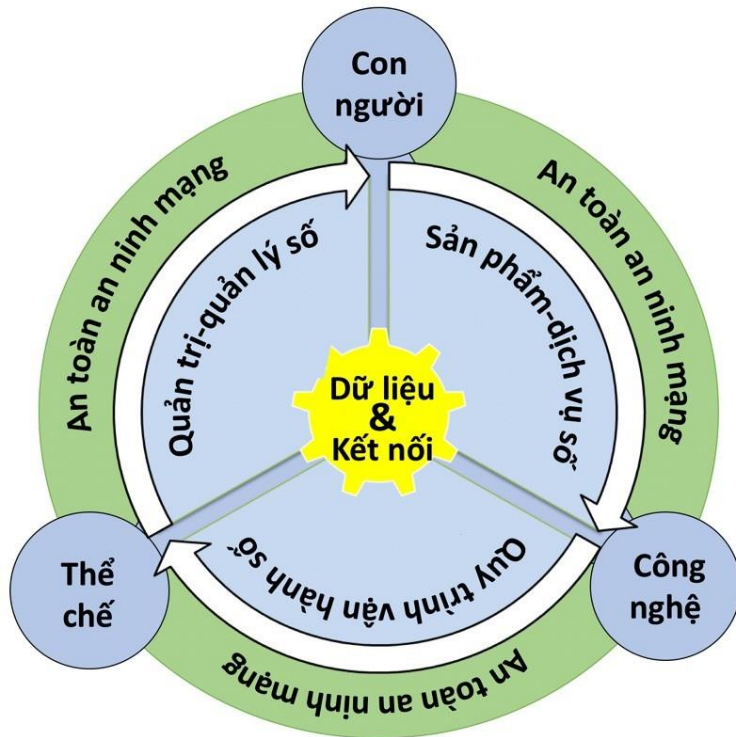 Con
người
An toàn an ninh mạng
An toàn an ninh mạng
Quản trị-quản lý số
Sản phẩm-dịch vụ số
Dữ liệu
&
Kết nối
Thể
chế
Công
nghệ
Quy trình vận hành số
An toàn an ninh mạng